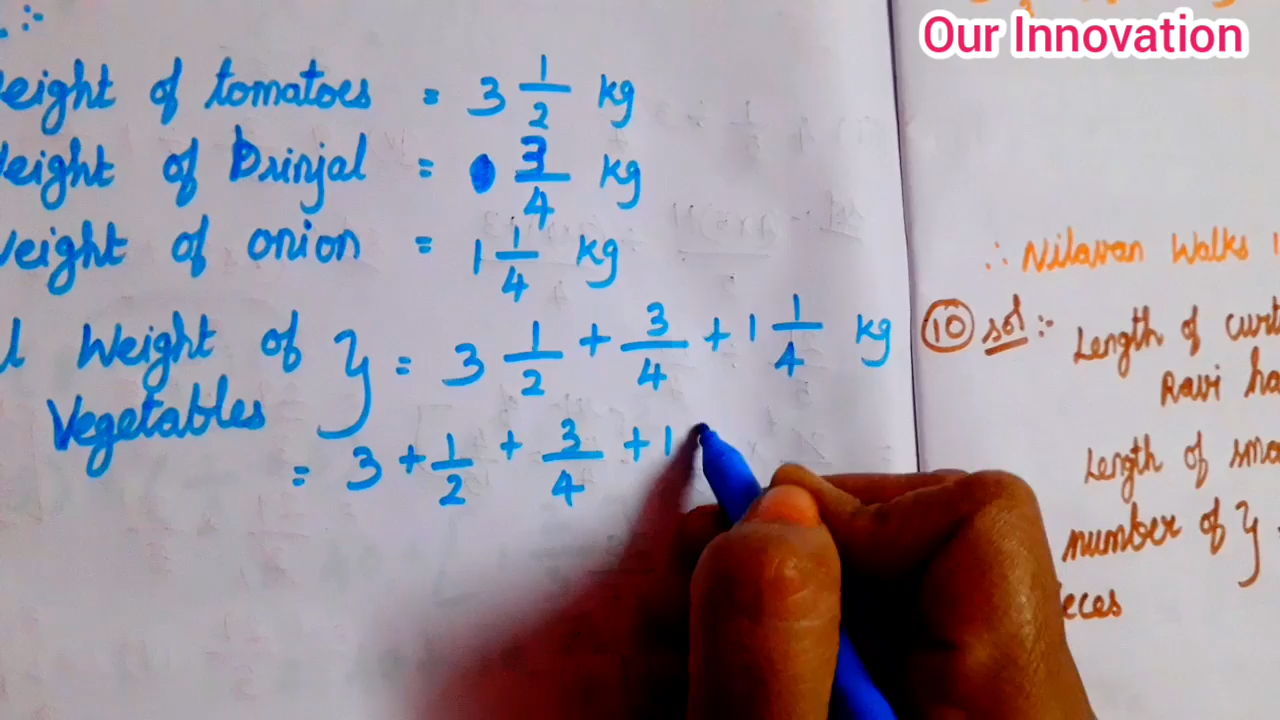 Our Innovation
∴
eight of tomatoes = 3 1/2 kg
eight of Brinjal = 3/4 kg
eight of onion = 1 1/4 kg
l Weight of Vegetables } = 3 1/2 + 3/4 + 1 1/4 kg
= 3 + 1/2 + 3/4 + 1
∴ Nilavan Walks 1
10 sol :- Length of curt
Ravi ha
Length of sma
number of }
eces